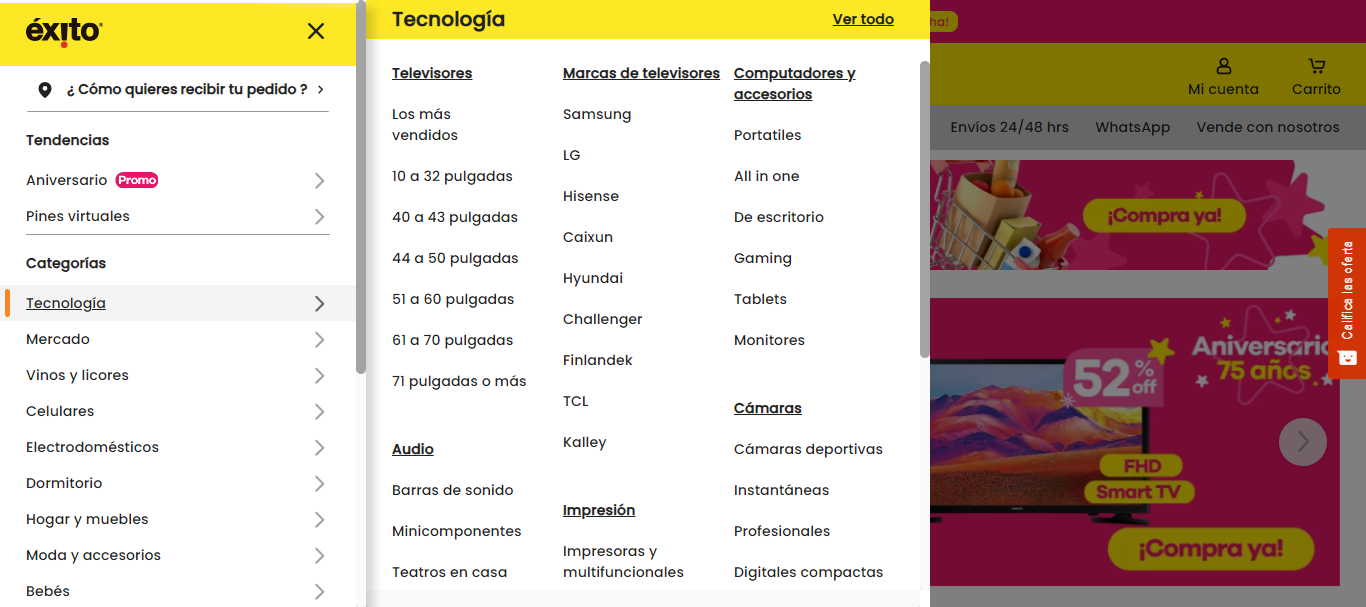 éxito
¿ Cómo quieres recibir tu pedido ?
Tendencias
Aniversario Promo
Pines virtuales
Categorías
Tecnología
Mercado
Vinos y licores
Celulares
Electrodomésticos
Dormitorio
Hogar y muebles
Moda y accesorios
Bebés
Tecnología
Ver todo
Televisores
Los más
vendidos
10 a 32 pulgadas
40 a 43 pulgadas
44 a 50 pulgadas
51 a 60 pulgadas
61 a 70 pulgadas
71 pulgadas o más
Audio
Barras de sonido
Minicomponentes
Teatros en casa
Marcas de televisores
Samsung
LG
Hisense
Caixun
Hyundai
Challenger
Finlandek
TCL
Kalley
Impresión
Impresoras y
multifuncionales
Computadores y
accesorios
Portatiles
All in one
De escritorio
Gaming
Tablets
Monitores
Cámaras
Cámaras deportivas
Instantáneas
Profesionales
Digitales compactas
ha!
Mi cuenta
Carrito
Envíos 24/48 hrs
WhatsApp
Vende con nosotros
¡Compra ya!
Califica las oferta
Aniversario
75 años.
52% off
FHD
Smart TV
¡Compra ya!